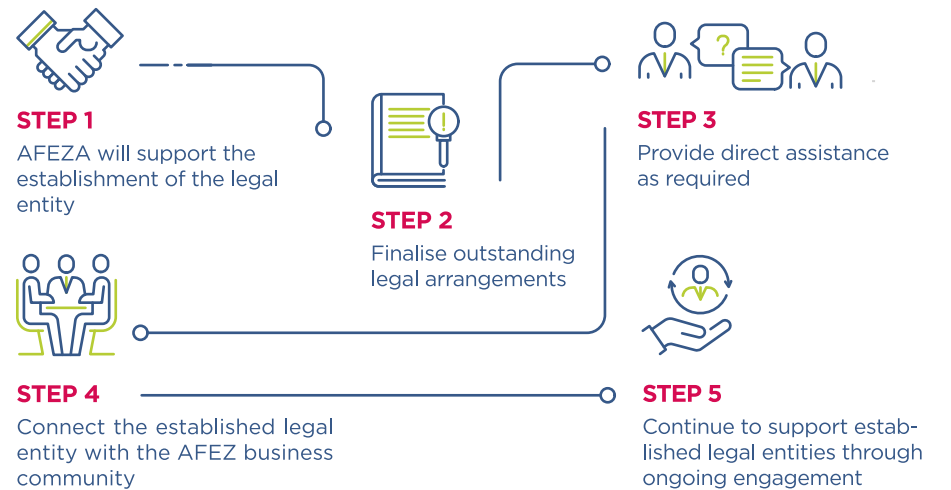 STEP 1
AFEZA will support the
establishment of the legal
entity
STEP 2
Finalise outstanding
legal arrangements
?
STEP 3
Provide direct assistance
as required
STEP 4
Connect the established legal
entity with the AFEZ business
community
STEP 5
Continue to support estab-
lished legal entities through
ongoing engagement